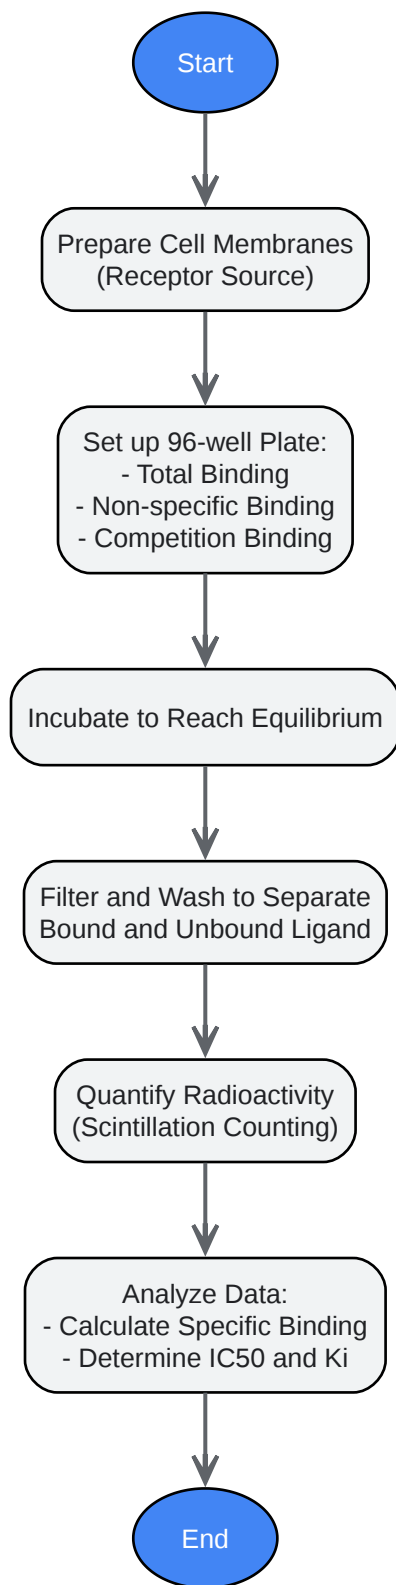 Start
Prepare Cell Membranes
(Receptor Source)
Set up 96-well Plate:
- Total Binding
- Non-specific Binding
- Competition Binding
Incubate to Reach Equilibrium
Filter and Wash to Separate
Bound and Unbound Ligand
Quantify Radioactivity
(Scintillation Counting)
Analyze Data:
- Calculate Specific Binding
- Determine IC50 and Ki
End